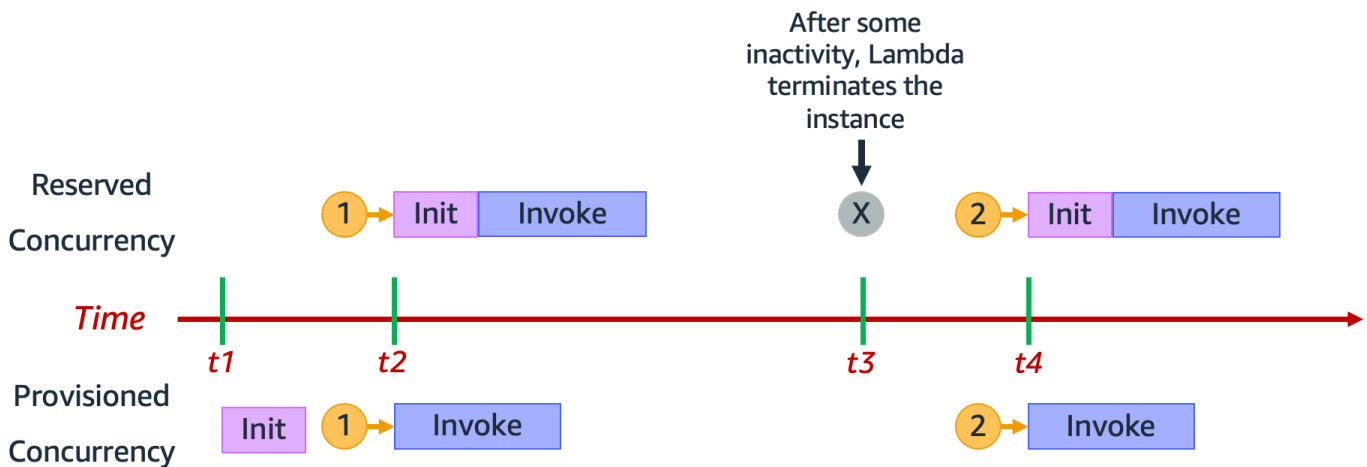 After some
inactivity, Lambda
terminates the
instance
Reserved
Concurrency
1 Init Invoke X 2 Init Invoke
Time
t1 t2 t3 t4
Provisioned
Concurrency
Init 1 Invoke 2 Invoke